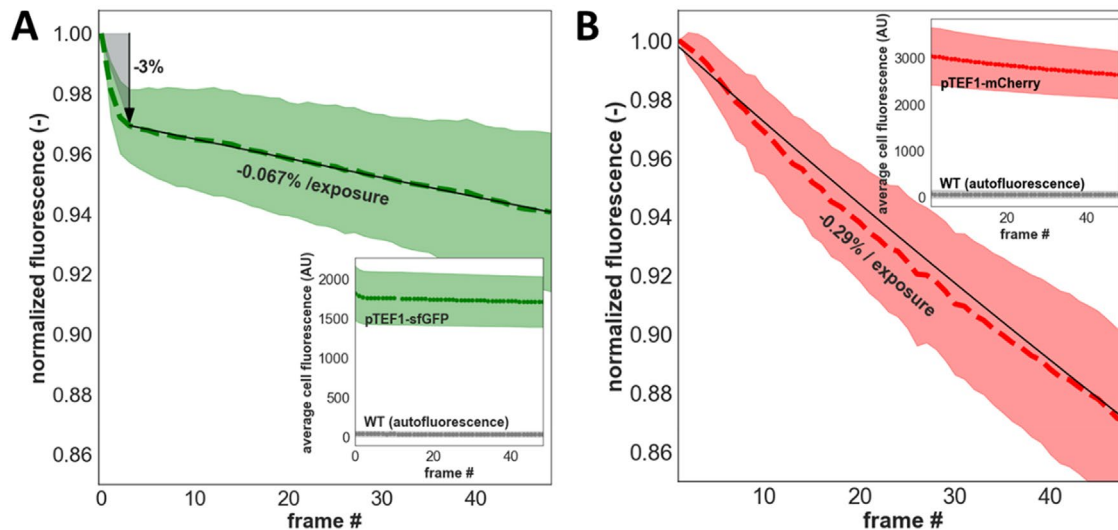 A
1.00
0.98
0.96
0.94
0.92
0.90
0.88
0.86
normalized fluorescence (-)
-3%
-0.067% /exposure
0
10
20
30
40
frame #
average cell fluorescence (AU)
2000
1500
1000
500
0
pTEF1-sfGFP
WT (autofluorescence)
0
20
40
frame #
B
1.00
0.98
0.96
0.94
0.92
0.90
0.88
0.86
normalized fluorescence (-)
-0.29% / exposure
10
20
30
40
frame #
average cell fluorescence (AU)
3000
2000
1000
0
pTEF1-mCherry
WT (autofluorescence)
20
40
frame #